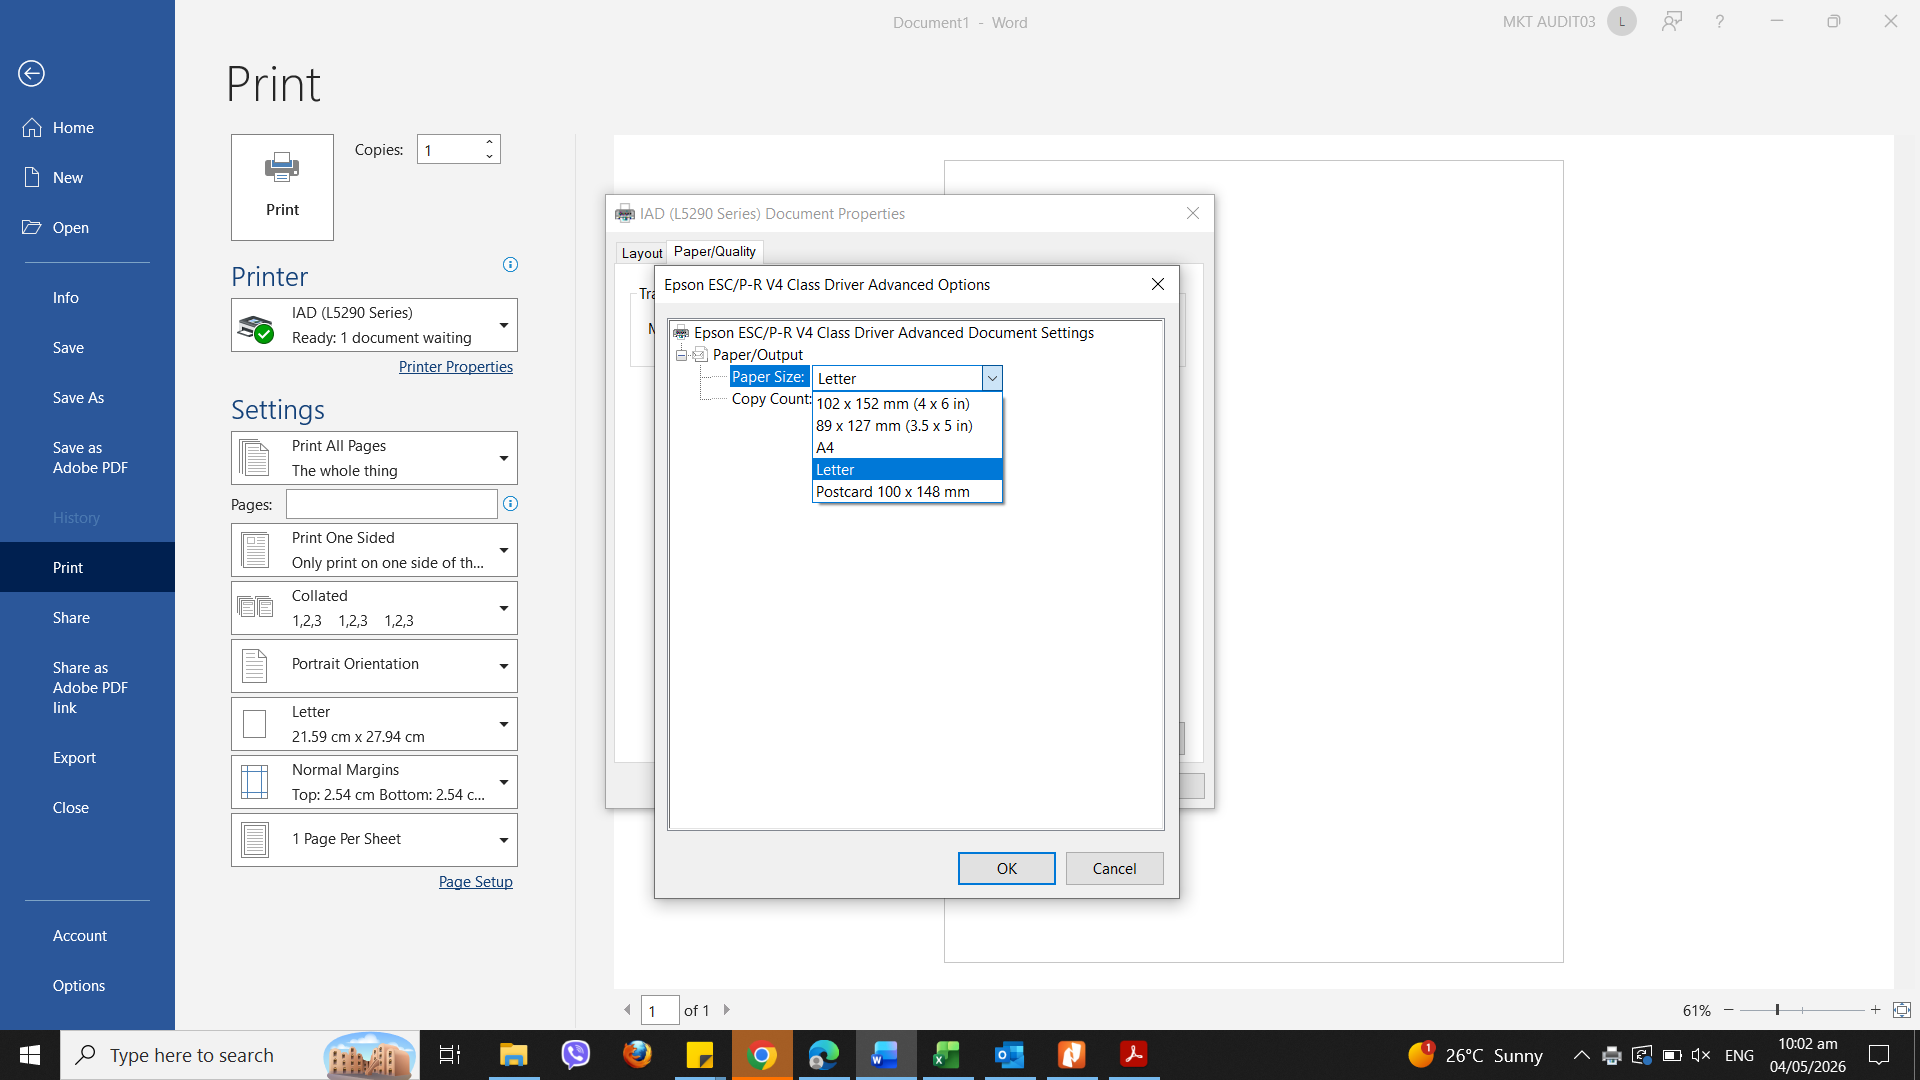 Document1 - Word
MKT AUDIT03
L
?
Print
Home
New
Open
Info
Save
Save As
Save as
Adobe PDF
History
Print
Share
Share as
Adobe PDF
link
Export
Close
Account
Options
Print
Copies:
1
Printer
IAD (L5290 Series)
Ready: 1 document waiting
Printer Properties
Settings
Print All Pages
The whole thing
Pages:
Print One Sided
Only print on one side of th...
Collated
1,2,3 1,2,3 1,2,3
Portrait Orientation
Letter
21.59 cm x 27.94 cm
Normal Margins
Top: 2.54 cm Bottom: 2.54 c...
1 Page Per Sheet
Page Setup
IAD (L5290 Series) Document Properties
Layout
Paper/Quality
Epson ESC/P-R V4 Class Driver Advanced Options
Epson ESC/P-R V4 Class Driver Advanced Document Settings
Paper/Output
Paper Size:
Letter
Copy Count:
102 x 152 mm (4 x 6 in)
89 x 127 mm (3.5 x 5 in)
A4
Letter
Postcard 100 x 148 mm
OK
Cancel
1
of 1
61%
Type here to search
1
26°C Sunny
ENG
10:02 am
04/05/2026